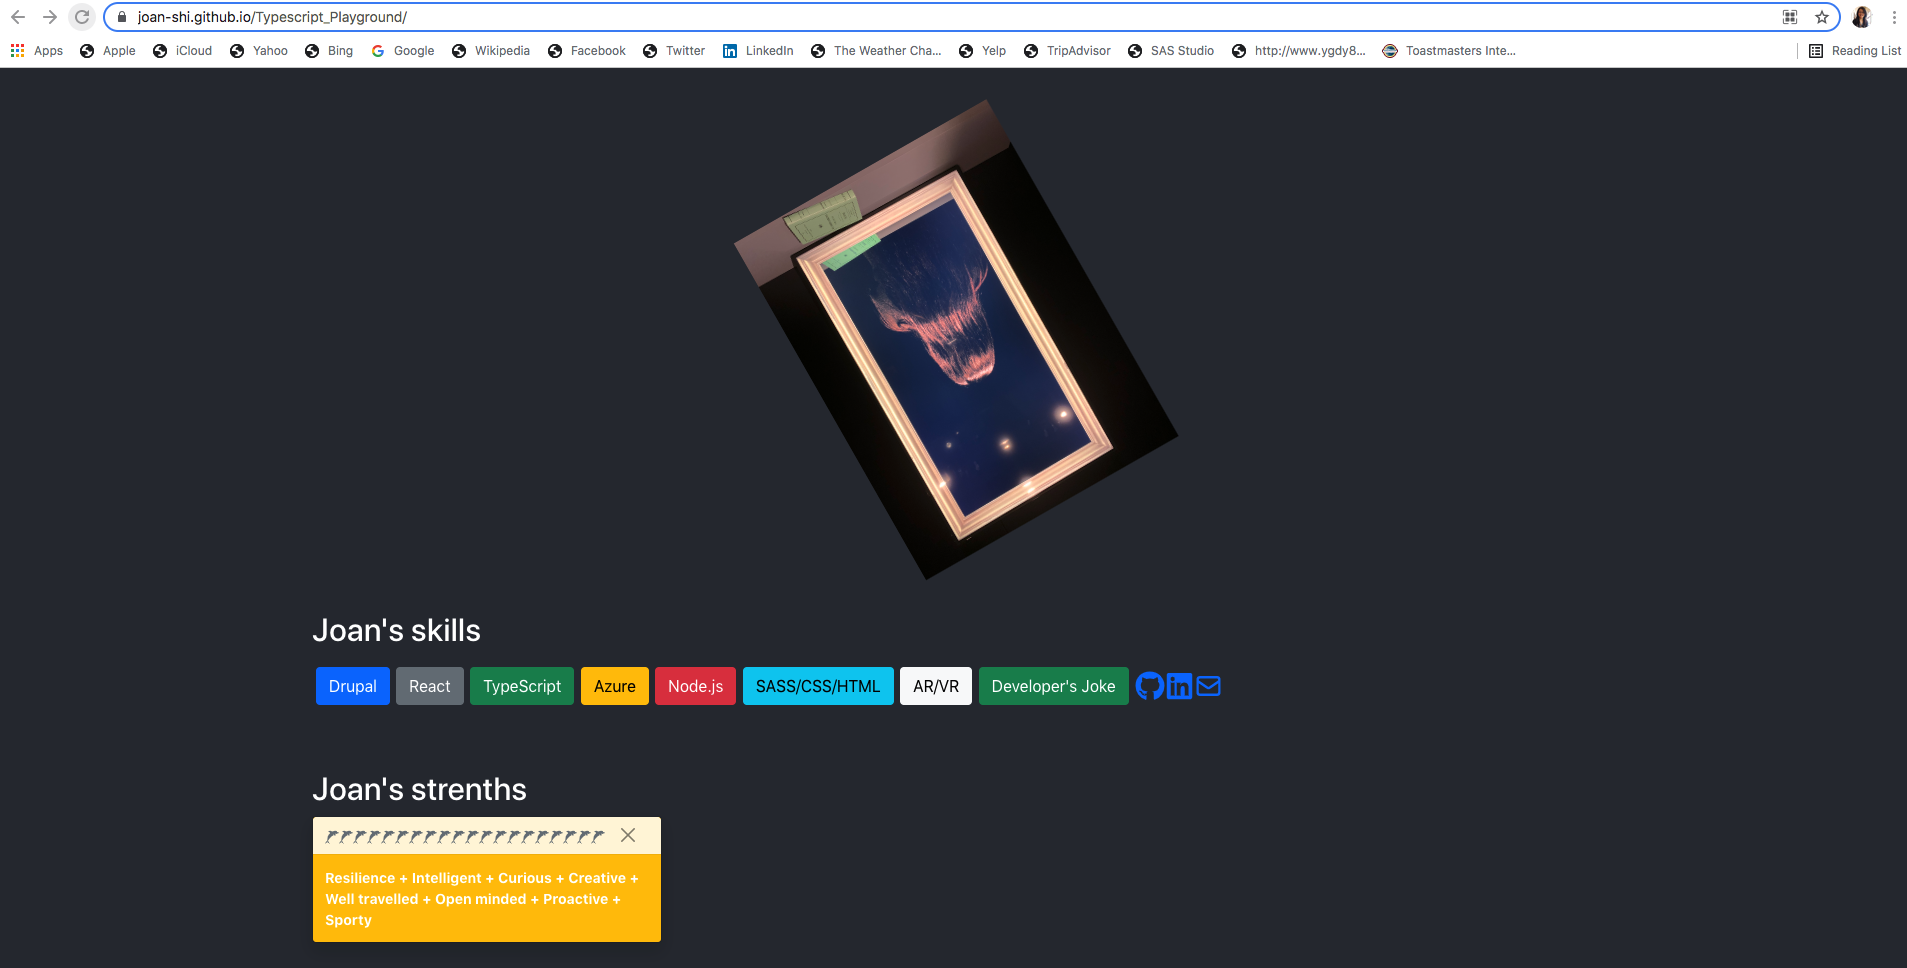 joan-shi.github.io/Typescript_Playground/
Apps Apple iCloud Yahoo Bing Google Wikipedia Facebook Twitter LinkedIn The Weather Cha... Yelp TripAdvisor SAS Studio http://www.ygdy8... Toastmasters Inte... Reading List
Joan's skills
Drupal React TypeScript Azure Node.js SASS/CSS/HTML AR/VR Developer's Joke
Joan's strenths
Resilience + Intelligent + Curious + Creative +
Well travelled + Open minded + Proactive +
Sporty